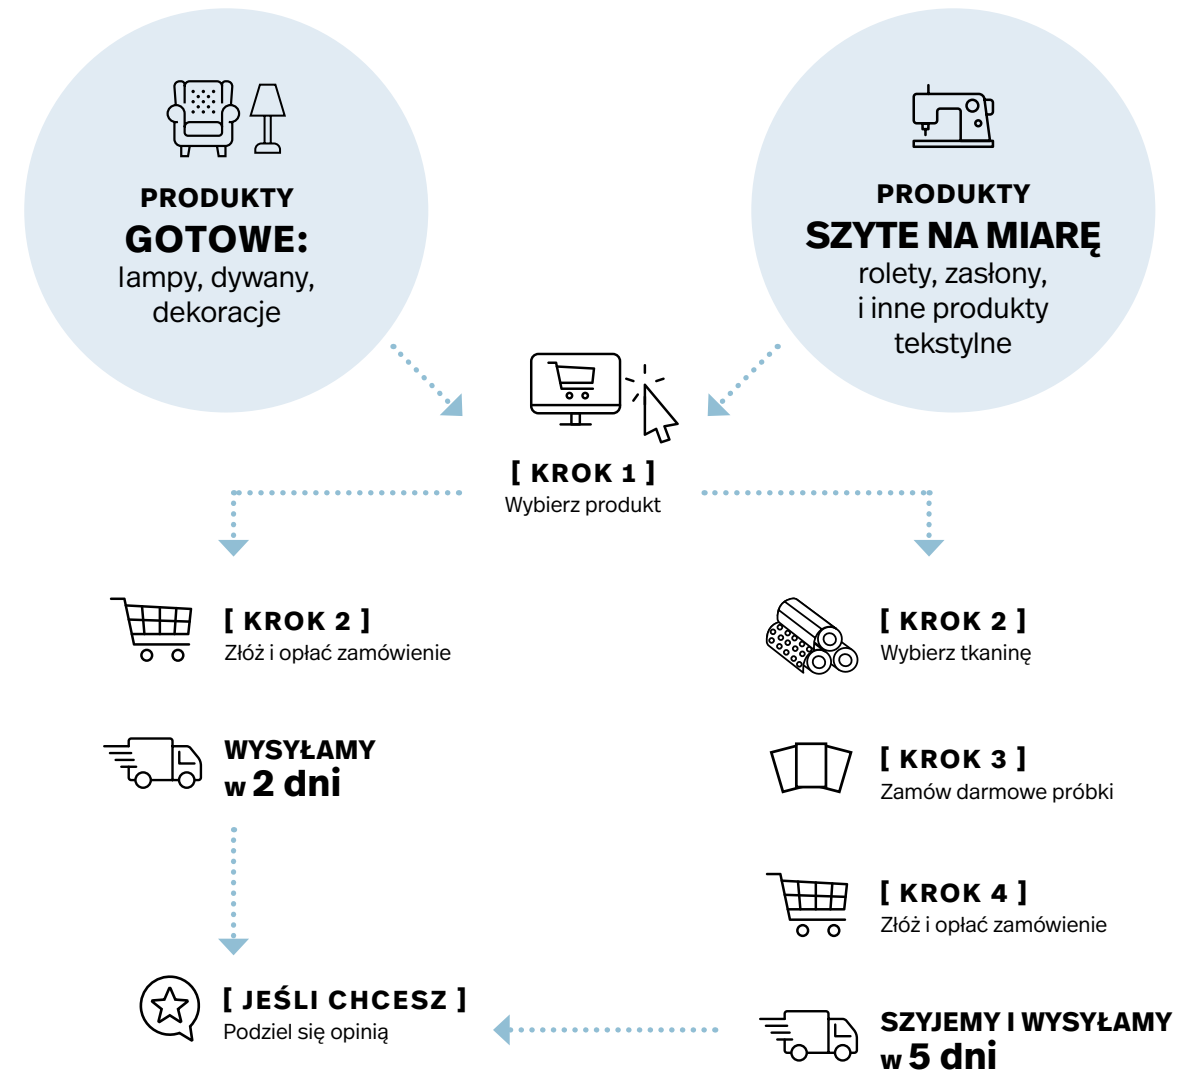 PRODUKTY
GOTOWE:
lampy, dywany,
dekoracje
PRODUKTY
SZYTE NA MIARĘ
rolety, zasłony,
i inne produkty
tekstylne
[ KROK 1 ]
Wybierz produkt
[ KROK 2 ]
Złóż i opłać zamówienie
WYSYŁAMY
w 2 dni
[ KROK 2 ]
Wybierz tkaninę
[ KROK 3 ]
Zamów darmowe próbki
[ KROK 4 ]
Złóż i opłać zamówienie
SZYJEMY I WYSYŁAMY
w 5 dni
[ JEŚLI CHCESZ ]
Podziel się opinią